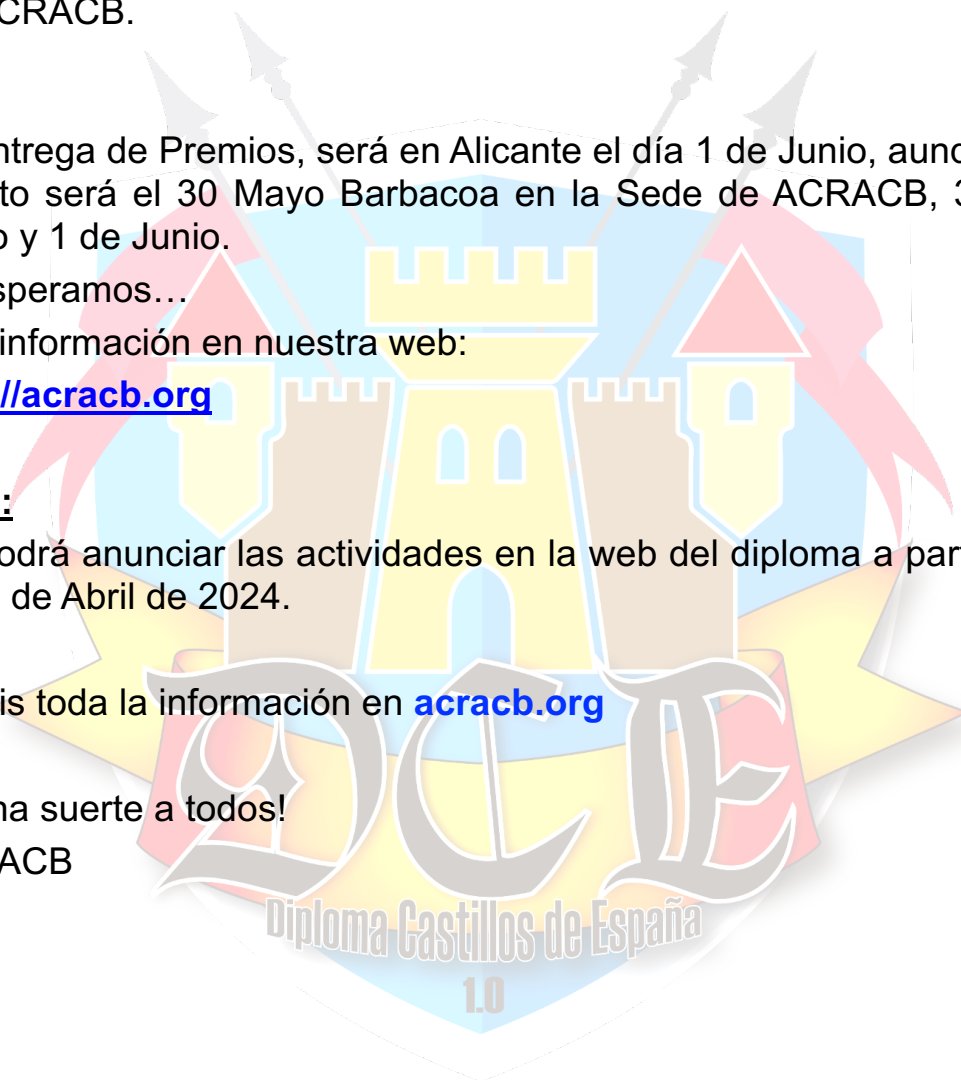 CRACB.
ntrega de Premios, será en Alicante el día 1 de Junio, aunq
to será el 30 Mayo Barbacoa en la Sede de ACRACB, 3
o y 1 de Junio.
speramos…
información en nuestra web:
//acracb.org
:
odrá anunciar las actividades en la web del diploma a part
de Abril de 2024.
is toda la información en acracb.org
na suerte a todos!
ACB
DCE
Diploma Castillos de España
1.0